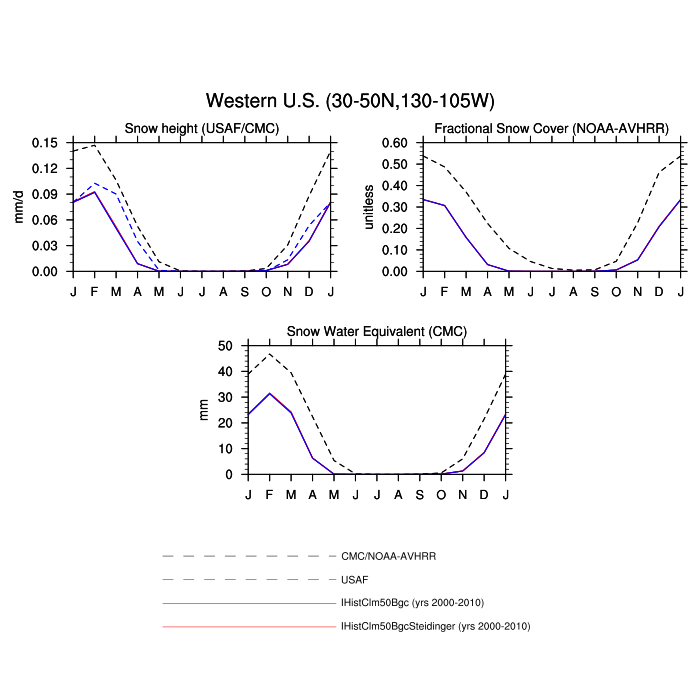 Western U.S. (30-50N,130-105W)
Snow height (USAF/CMC)
mm/d
0.15
0.12
0.09
0.06
0.03
0.00
J F M A M J J A S O N D J
Fractional Snow Cover (NOAA-AVHRR)
unitless
0.60
0.50
0.40
0.30
0.20
0.10
0.00
J F M A M J J A S O N D J
Snow Water Equivalent (CMC)
mm
50
40
30
20
10
0
J F M A M J J A S O N D J
CMC/NOAA-AVHRR
USAF
IHistClm50Bgc (yrs 2000-2010)
IHistClm50BgcSteidinger (yrs 2000-2010)